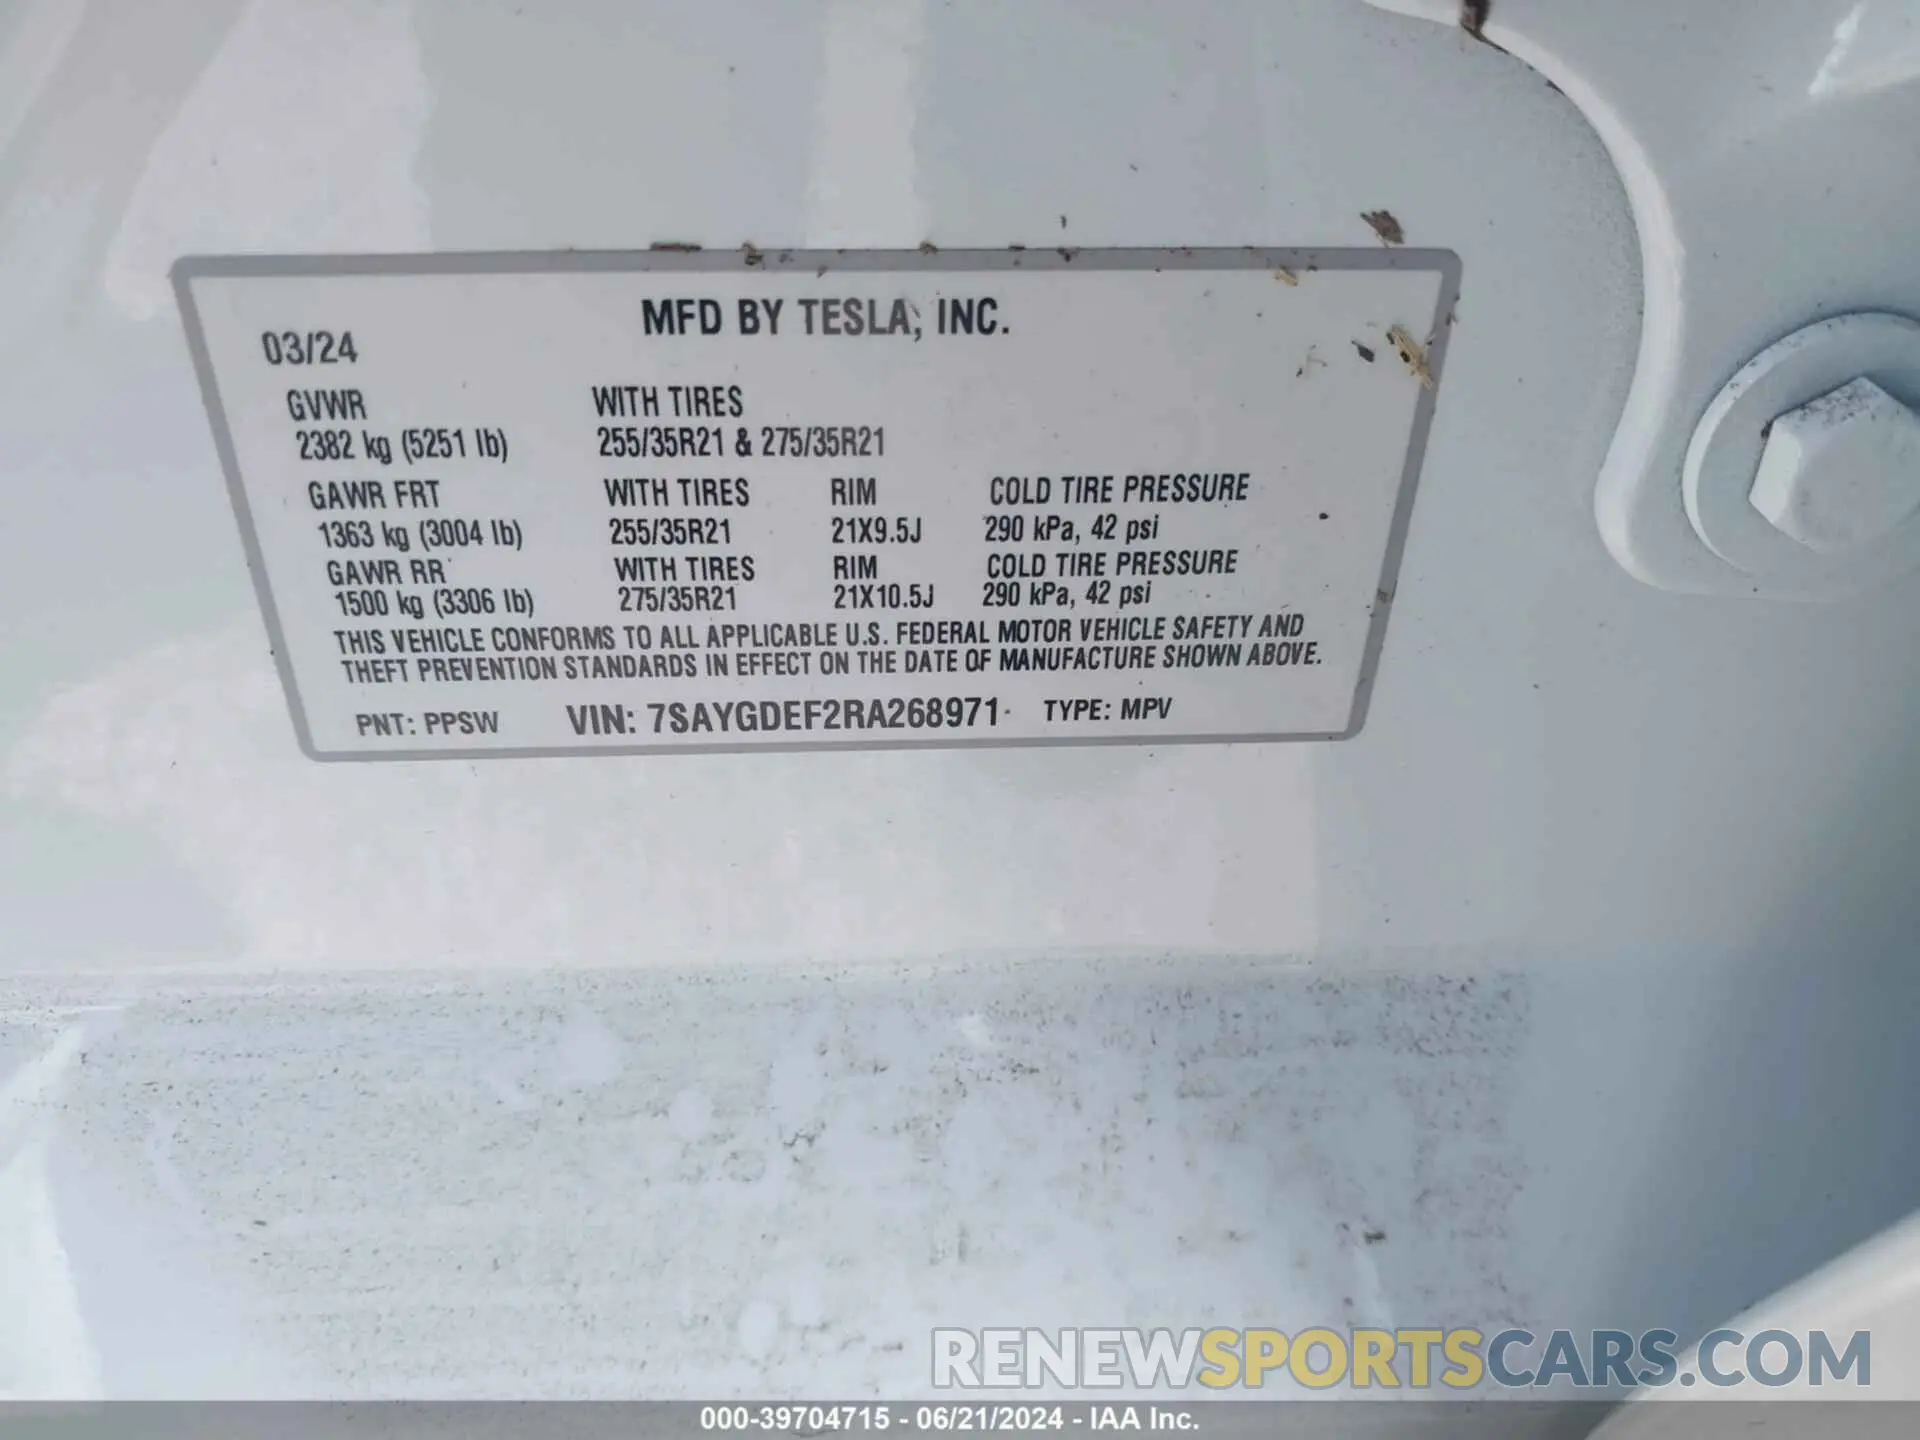 MFD BY TESLA, INC.
03/24
GVWR WITH TIRES
2382 kg (5251 lb) 255/35R21 & 275/35R21
GAWR FRT WITH TIRES RIM COLD TIRE PRESSURE
1363 kg (3004 lb) 255/35R21 21X9.5J 290 kPa, 42 psi
GAWR RR WITH TIRES RIM COLD TIRE PRESSURE
1500 kg (3306 lb) 275/35R21 21X10.5J 290 kPa, 42 psi
THIS VEHICLE CONFORMS TO ALL APPLICABLE U.S. FEDERAL MOTOR VEHICLE SAFETY AND
THEFT PREVENTION STANDARDS IN EFFECT ON THE DATE OF MANUFACTURE SHOWN ABOVE.
PNT: PPSW VIN: 7SAYGDEF2RA268971 TYPE: MPV
RENEWSPORTSCARS.COM
000-39704715 - 06/21/2024 - IAA Inc.